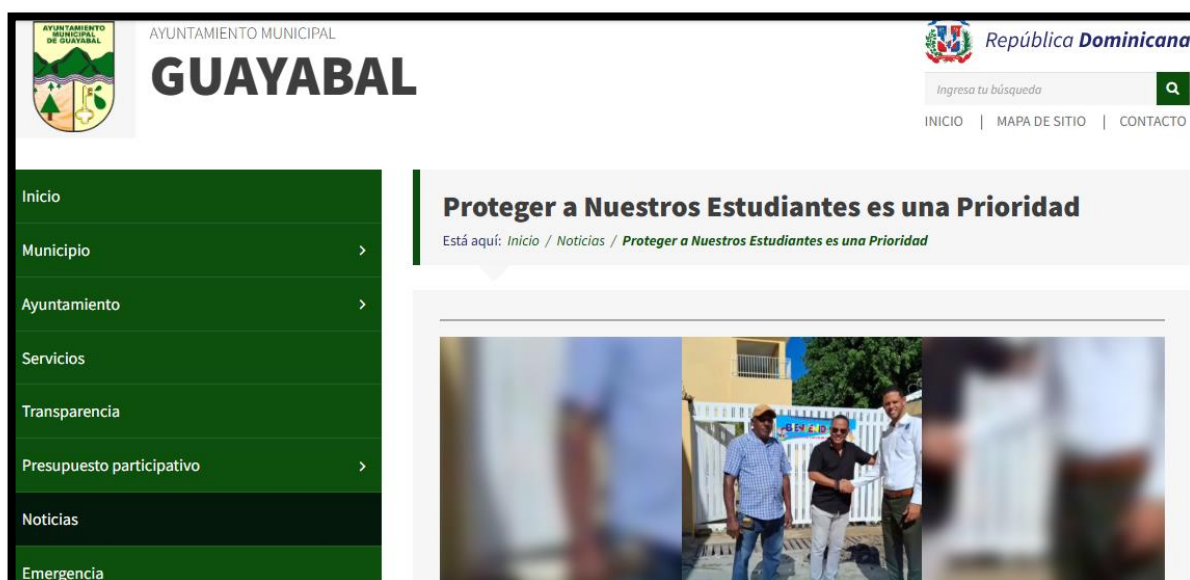 AYUNTAMIENTO
MUNICIPAL
DE GUAYABAL
AYUNTAMIENTO MUNICIPAL
GUAYABAL
República Dominicana
Ingresa tu búsqueda
INICIO | MAPA DE SITIO | CONTACTO
Inicio
Municipio
Ayuntamiento
Servicios
Transparencia
Presupuesto participativo
Noticias
Emergencia
Proteger a Nuestros Estudiantes es una Prioridad
Está aquí: Inicio / Noticias / Proteger a Nuestros Estudiantes es una Prioridad